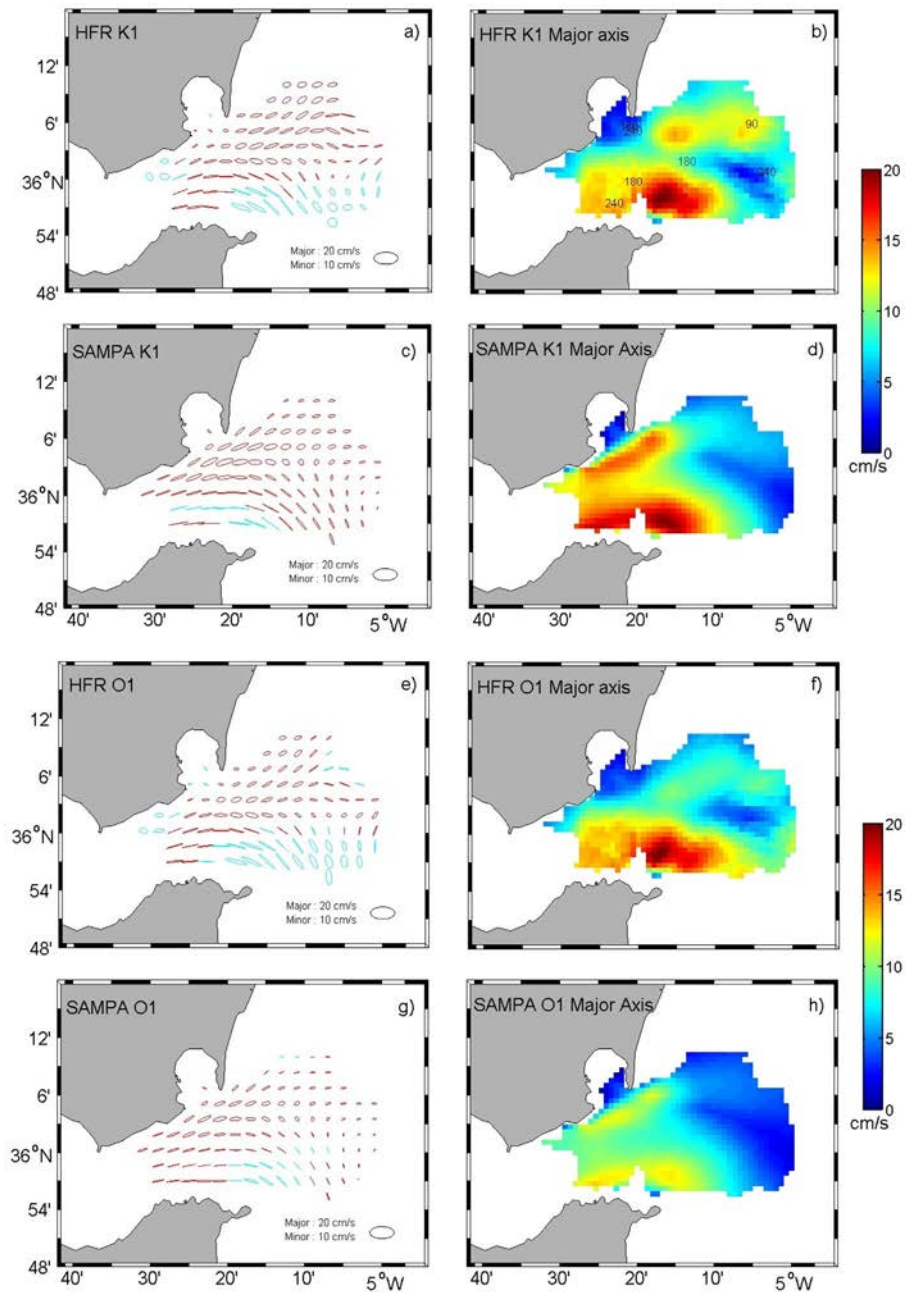 HFR K1
a)
12'
6'
36°N
54'
48'
Major : 20 cm/s
Minor : 10 cm/s
HFR K1 Major axis
b)
90
180
240
180
240
20
15
10
5
0
cm/s
SAMPA K1
c)
12'
6'
36°N
54'
48'
Major : 20 cm/s
Minor : 10 cm/s
40'
30'
20'
10'
5°W
SAMPA K1 Major Axis
d)
40'
30'
20'
10'
5°W
HFR O1
e)
12'
6'
36°N
54'
48'
Major : 20 cm/s
Minor : 10 cm/s
HFR O1 Major axis
f)
20
15
10
5
0
cm/s
SAMPA O1
g)
12'
6'
36°N
54'
48'
Major : 20 cm/s
Minor : 10 cm/s
40'
30'
20'
10'
5°W
SAMPA O1 Major Axis
h)
40'
30'
20'
10'
5°W